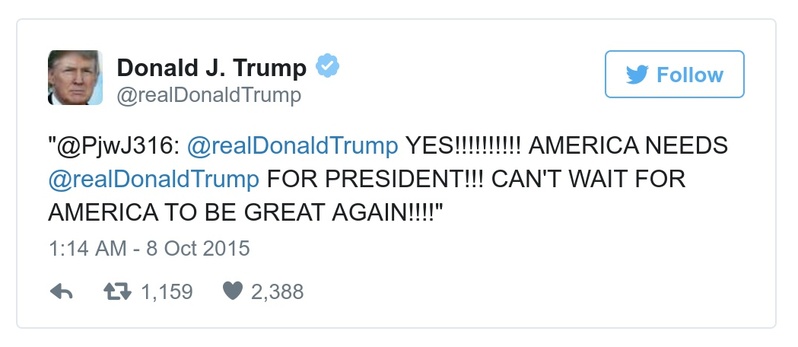 Donald J. Trump
@realDonaldTrump
Follow
"@PjwJ316: @realDonaldTrump YES!!!!!!!!!! AMERICA NEEDS
@realDonaldTrump FOR PRESIDENT!!! CAN'T WAIT FOR
AMERICA TO BE GREAT AGAIN!!!!"
1:14 AM - 8 Oct 2015
1,159 2,388